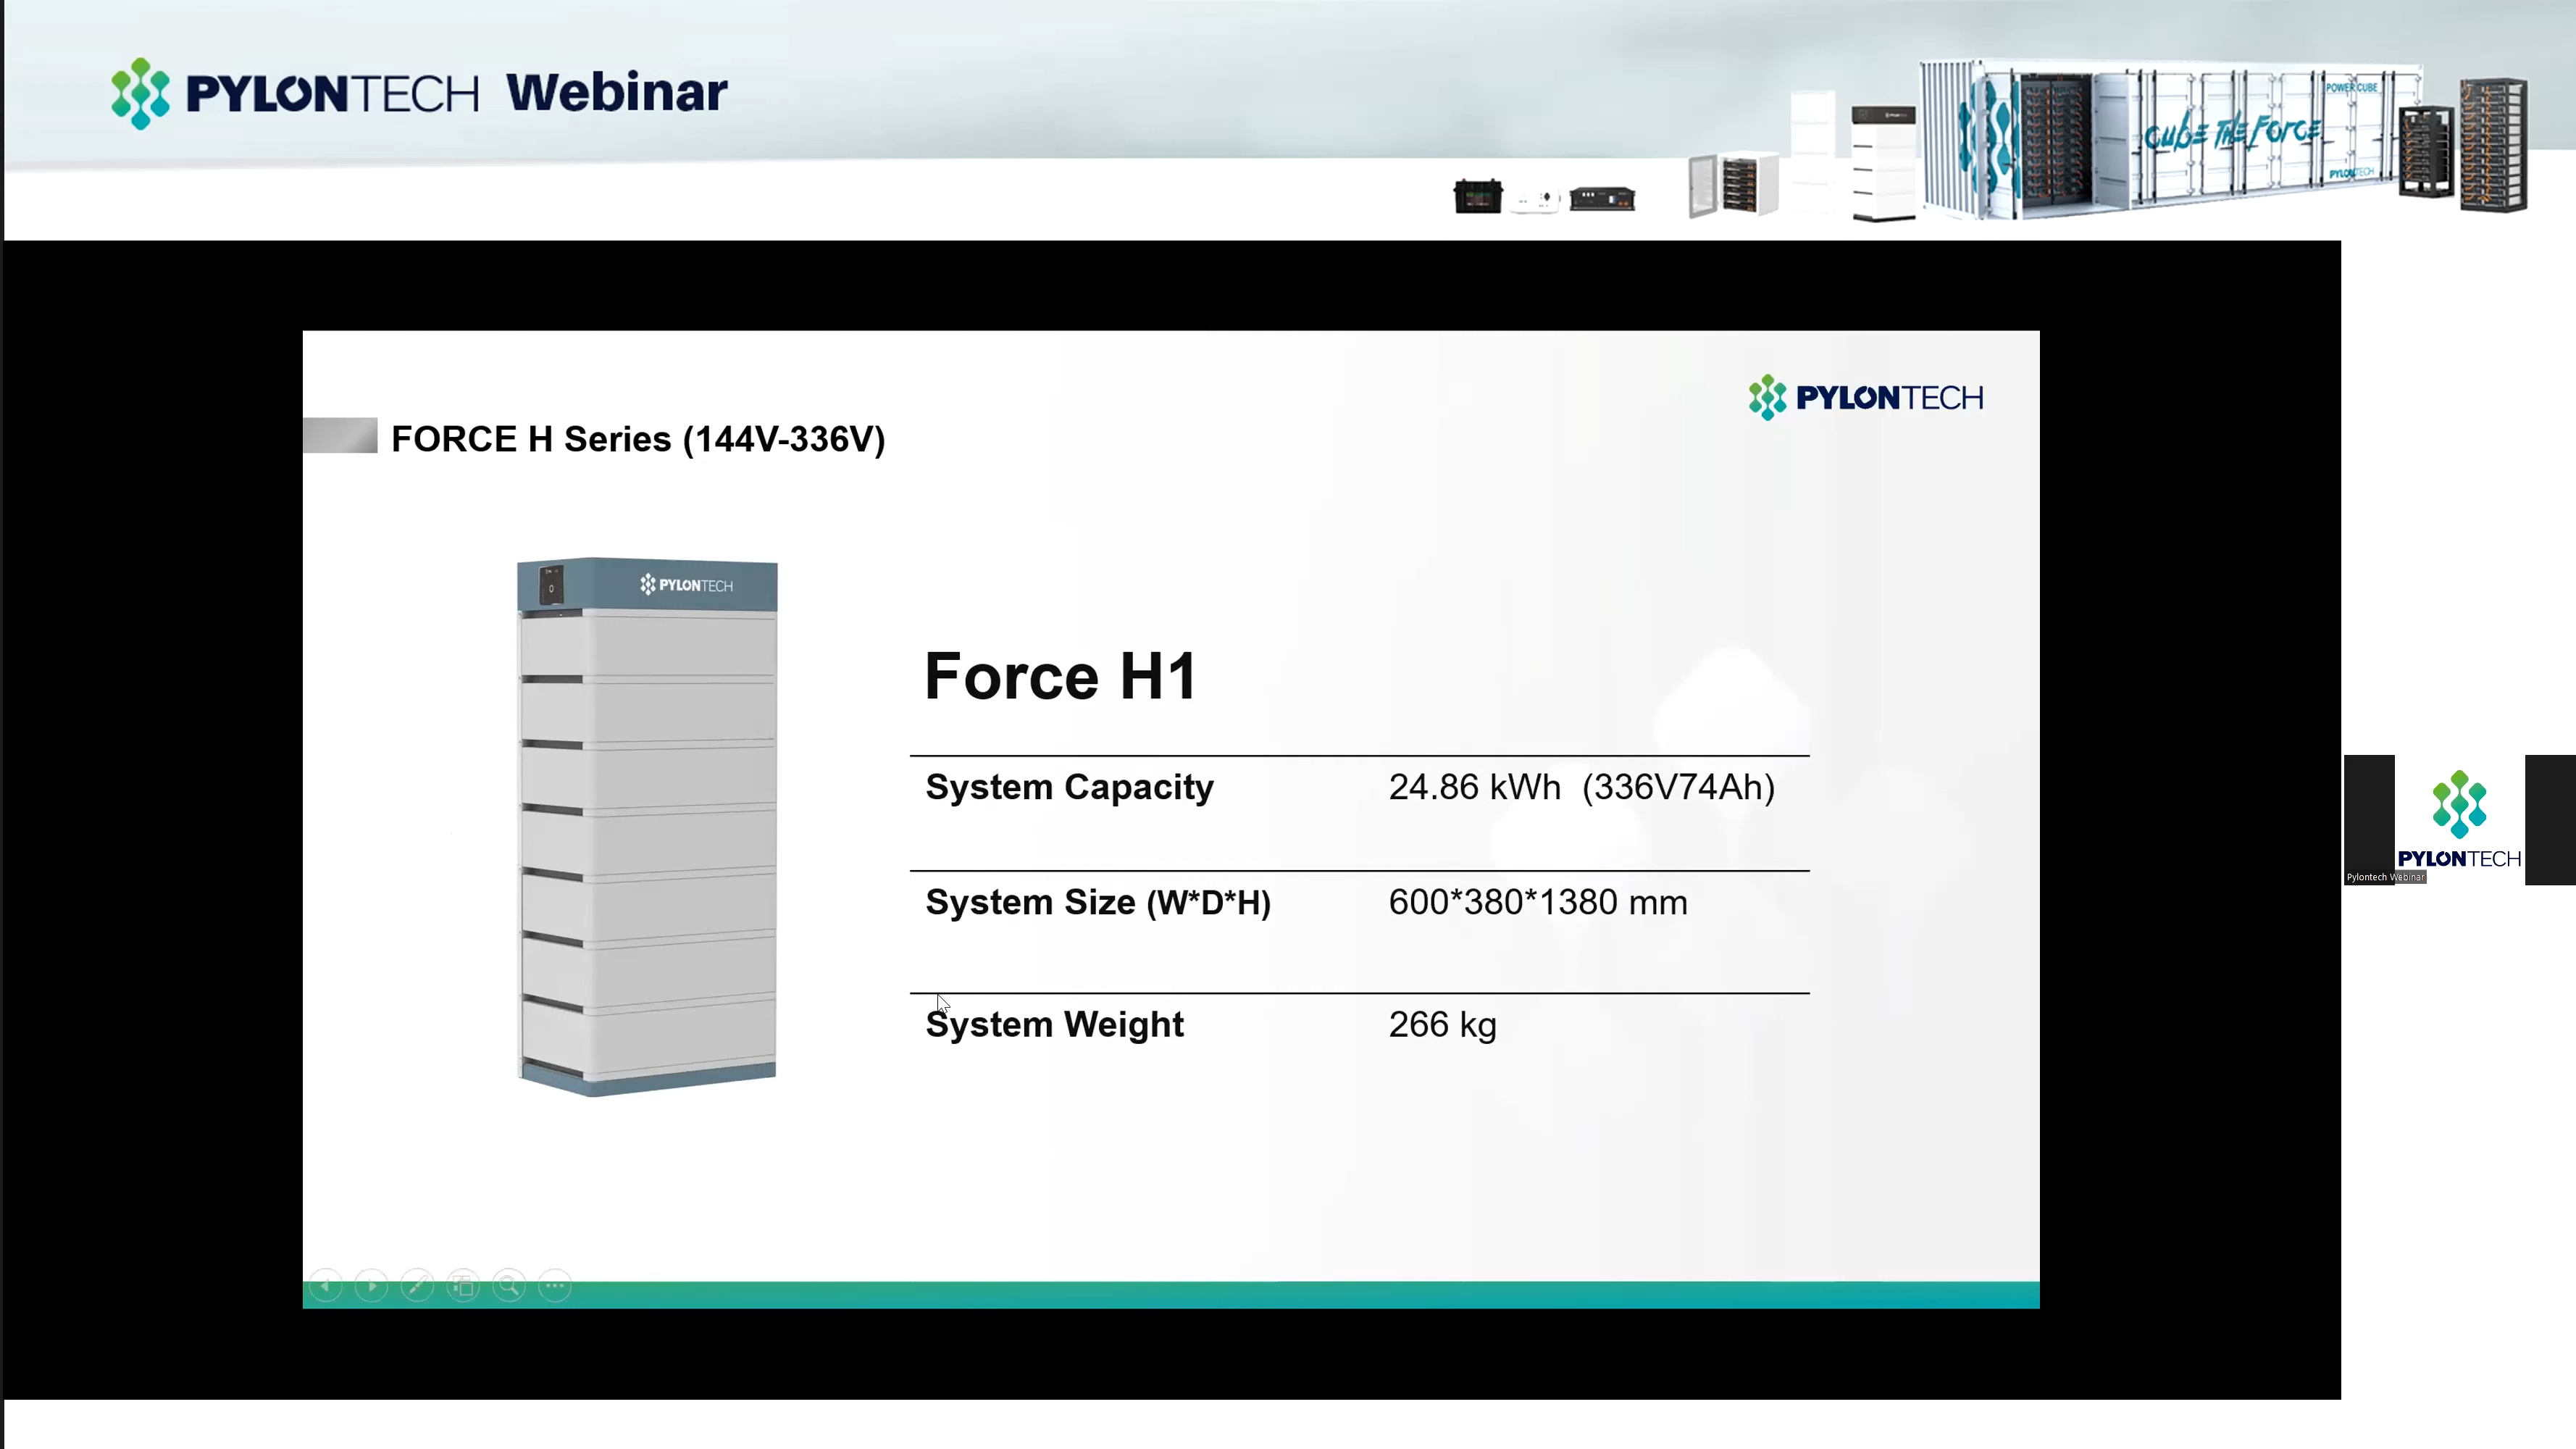 PYLONTECH Webinar
POWER CUBE
cube THE Force
PYLONTECH
PYLONTECH
FORCE H Series (144V-336V)
PYLONTECH
Force H1
System Capacity 24.86 kWh (336V74Ah)
System Size (W*D*H) 600*380*1380 mm
System Weight 266 kg
PYLONTECH
Pylontech Webinar